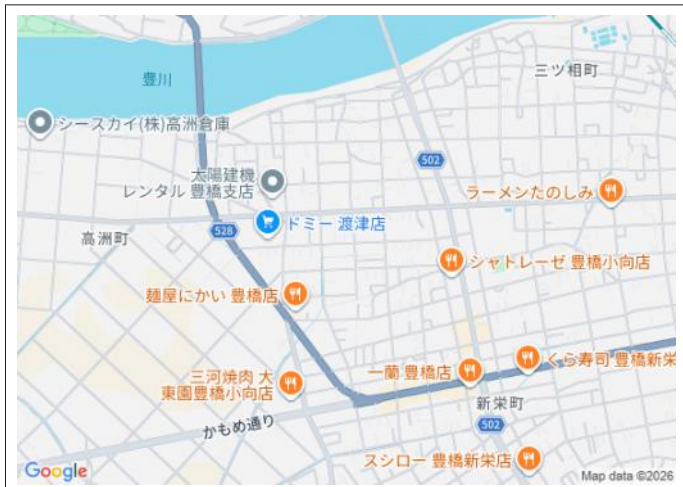 三ツ相町
豊川
シースカイ(株)高洲倉庫
502
太陽建機
レンタル 豊橋支店
ラーメンたのしみ
ドミー 渡津店
528
高洲町
シャトレーゼ 豊橋小向店
麺屋にかい 豊橋店
くら寿司 豊橋新栄
一蘭 豊橋店
三河焼肉 大
東園豊橋小向店
新栄町
かもめ通り
502
スシロー 豊橋新栄店
Google
Map data ©2026